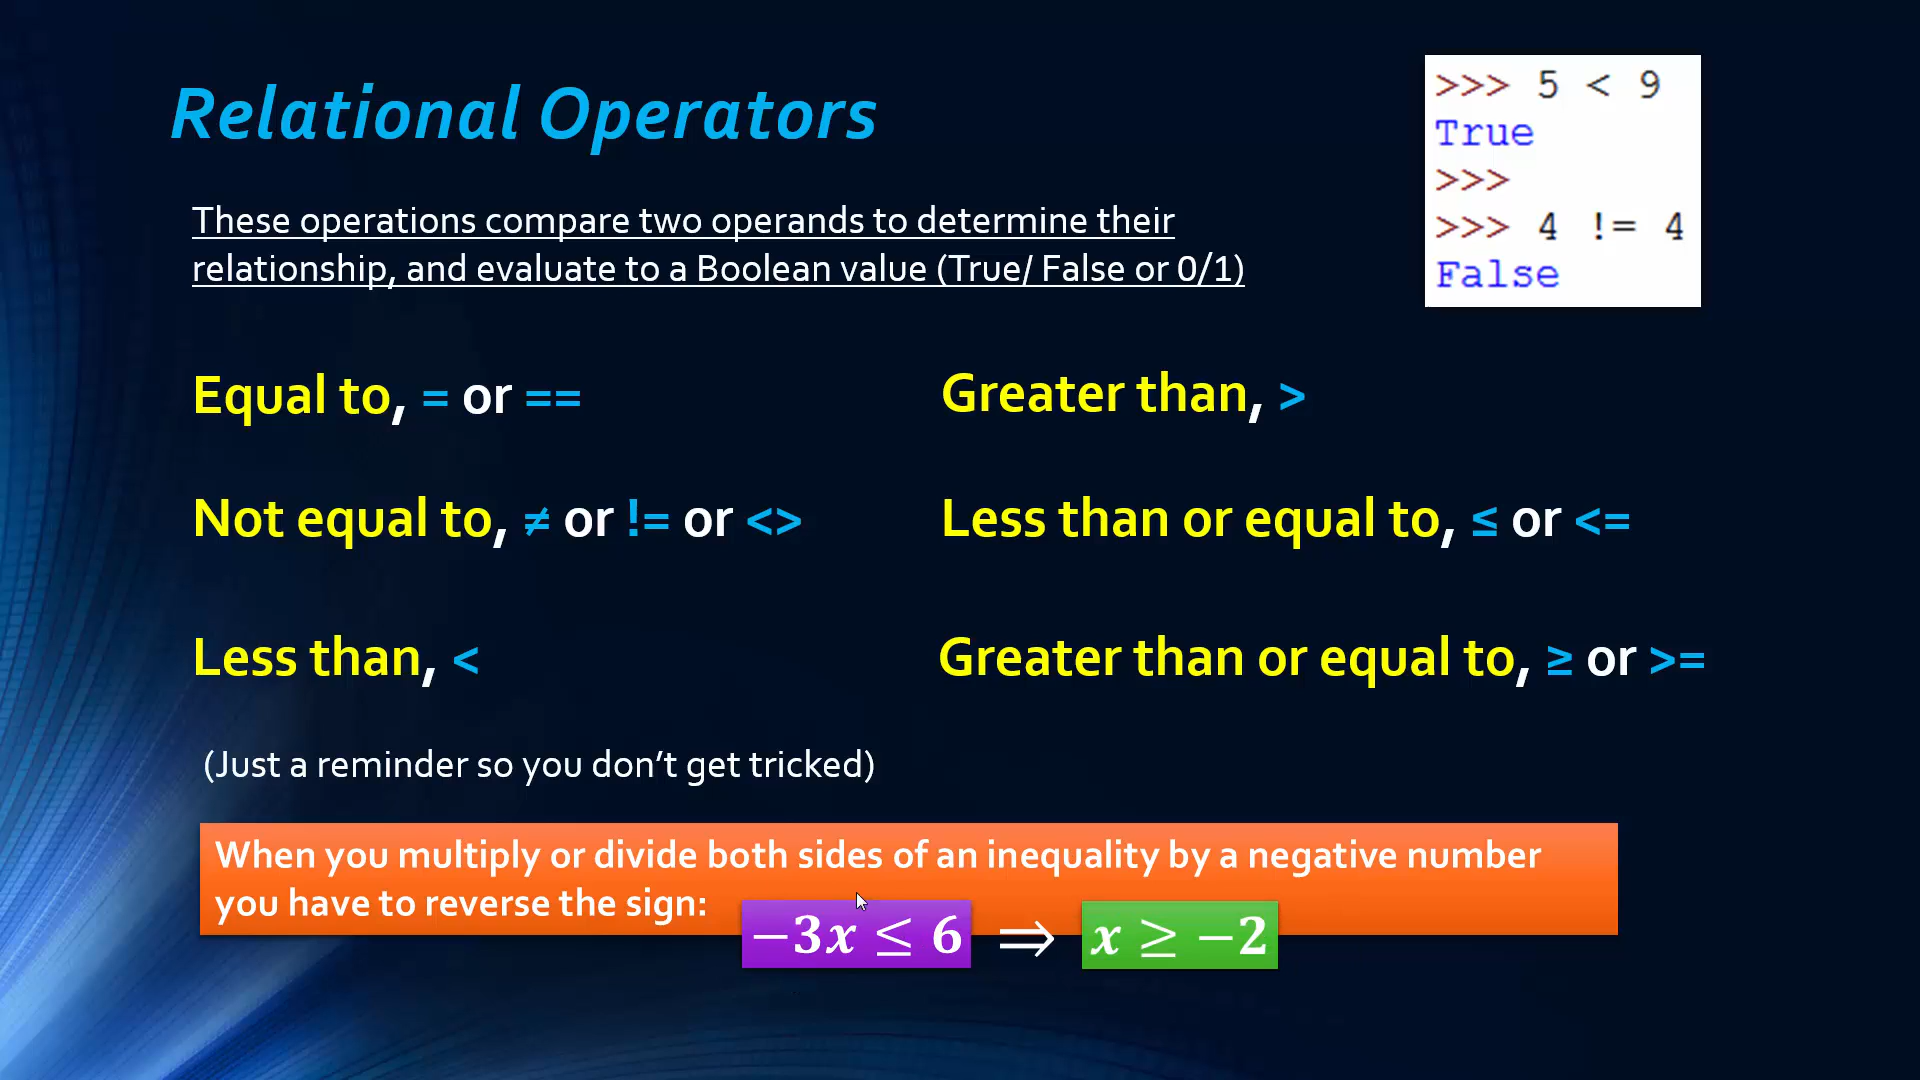 Relational Operators
>>> 5 < 9
True
>>>
>>> 4 != 4
False
These operations compare two operands to determine their
relationship, and evaluate to a Boolean value (True/ False or 0/1)
Equal to, = or ==
Greater than, >
Not equal to, ≠ or != or <>
Less than or equal to, ≤ or <=
Less than, <
Greater than or equal to, ≥ or >=
(Just a reminder so you don’t get tricked)
When you multiply or divide both sides of an inequality by a negative number
you have to reverse the sign:
−3x ≤ 6 ⇒ x ≥ −2